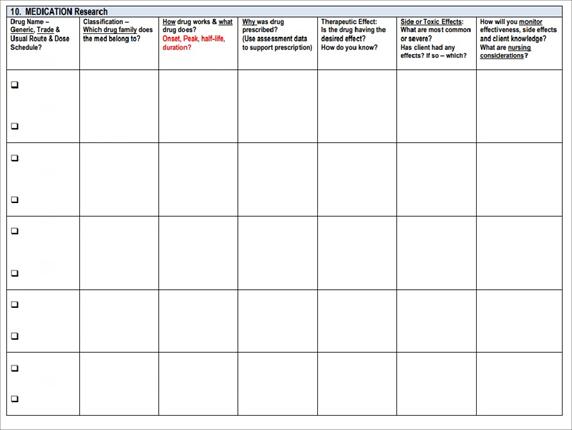 10. MEDICATION Research
Drug Name –
Generic, Trade &
Usual Route & Dose
Schedule?
Classification –
Which drug family does
the med belong to?
How drug works & what
drug does?
Onset, Peak, half-life,
duration?
Why was drug
prescribed?
(Use assessment data
to support prescription)
Therapeutic Effect:
Is the drug having the
desired effect?
How do you know?
Side or Toxic Effects:
What are most common
or severe?
Has client had any
effects? If so – which?
How will you monitor
effectiveness, side effects
and client knowledge?
What are nursing
considerations?